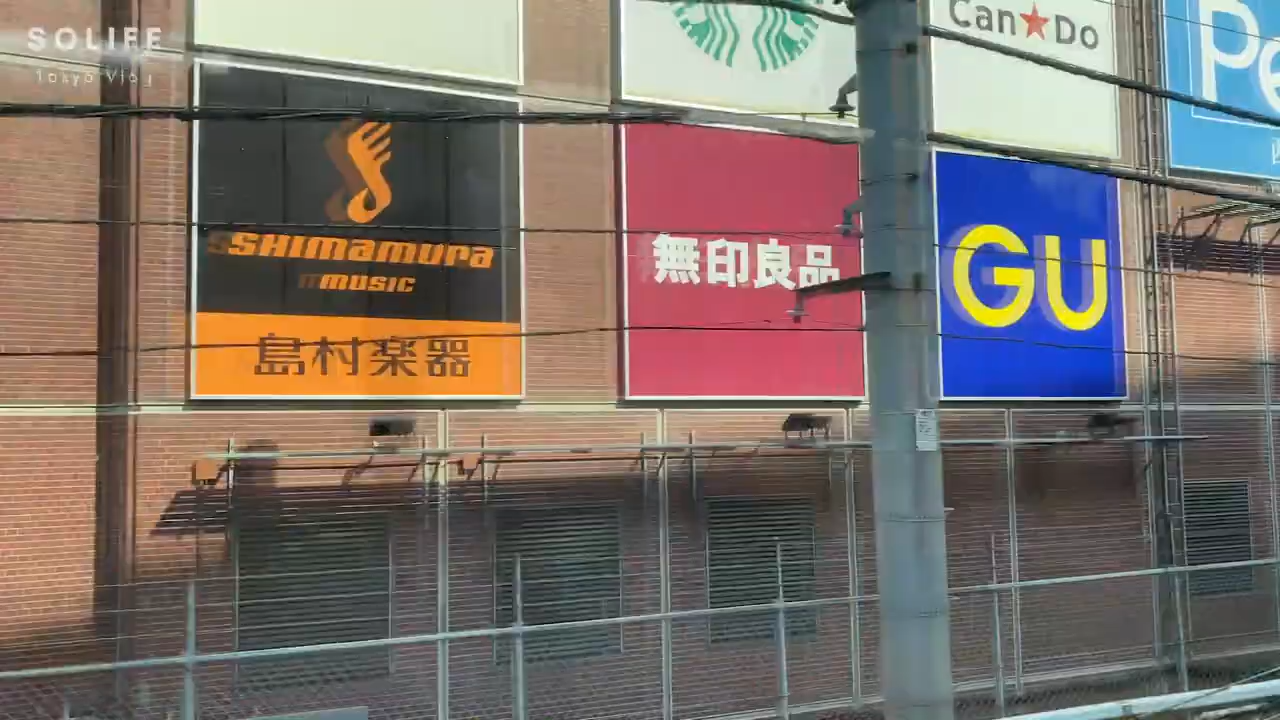 SOLIFE
Tokyo Vlog
Can★Do
Pe
SHIMAMURA
MUSIC
島村楽器
無印良品
GU